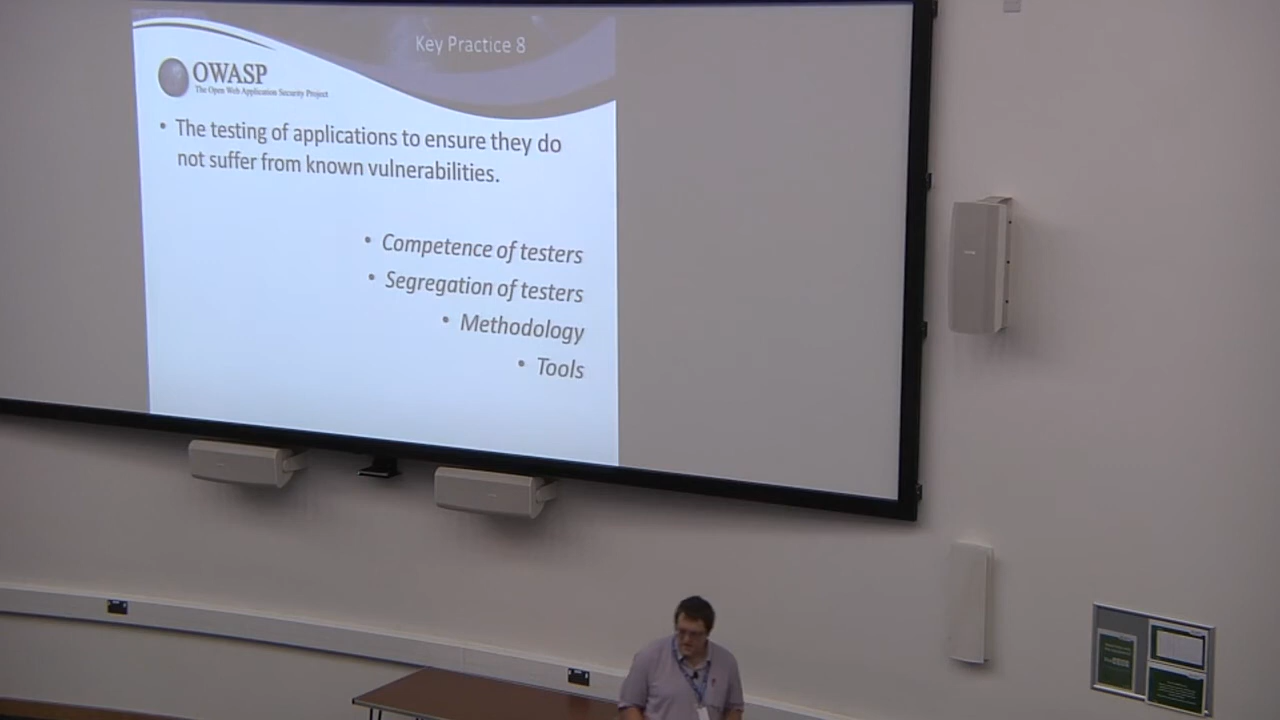 Key Practice 8
OWASP
The Open Web Application Security Project
• The testing of applications to ensure they do
not suffer from known vulnerabilities.
• Competence of testers
• Segregation of testers
• Methodology
• Tools